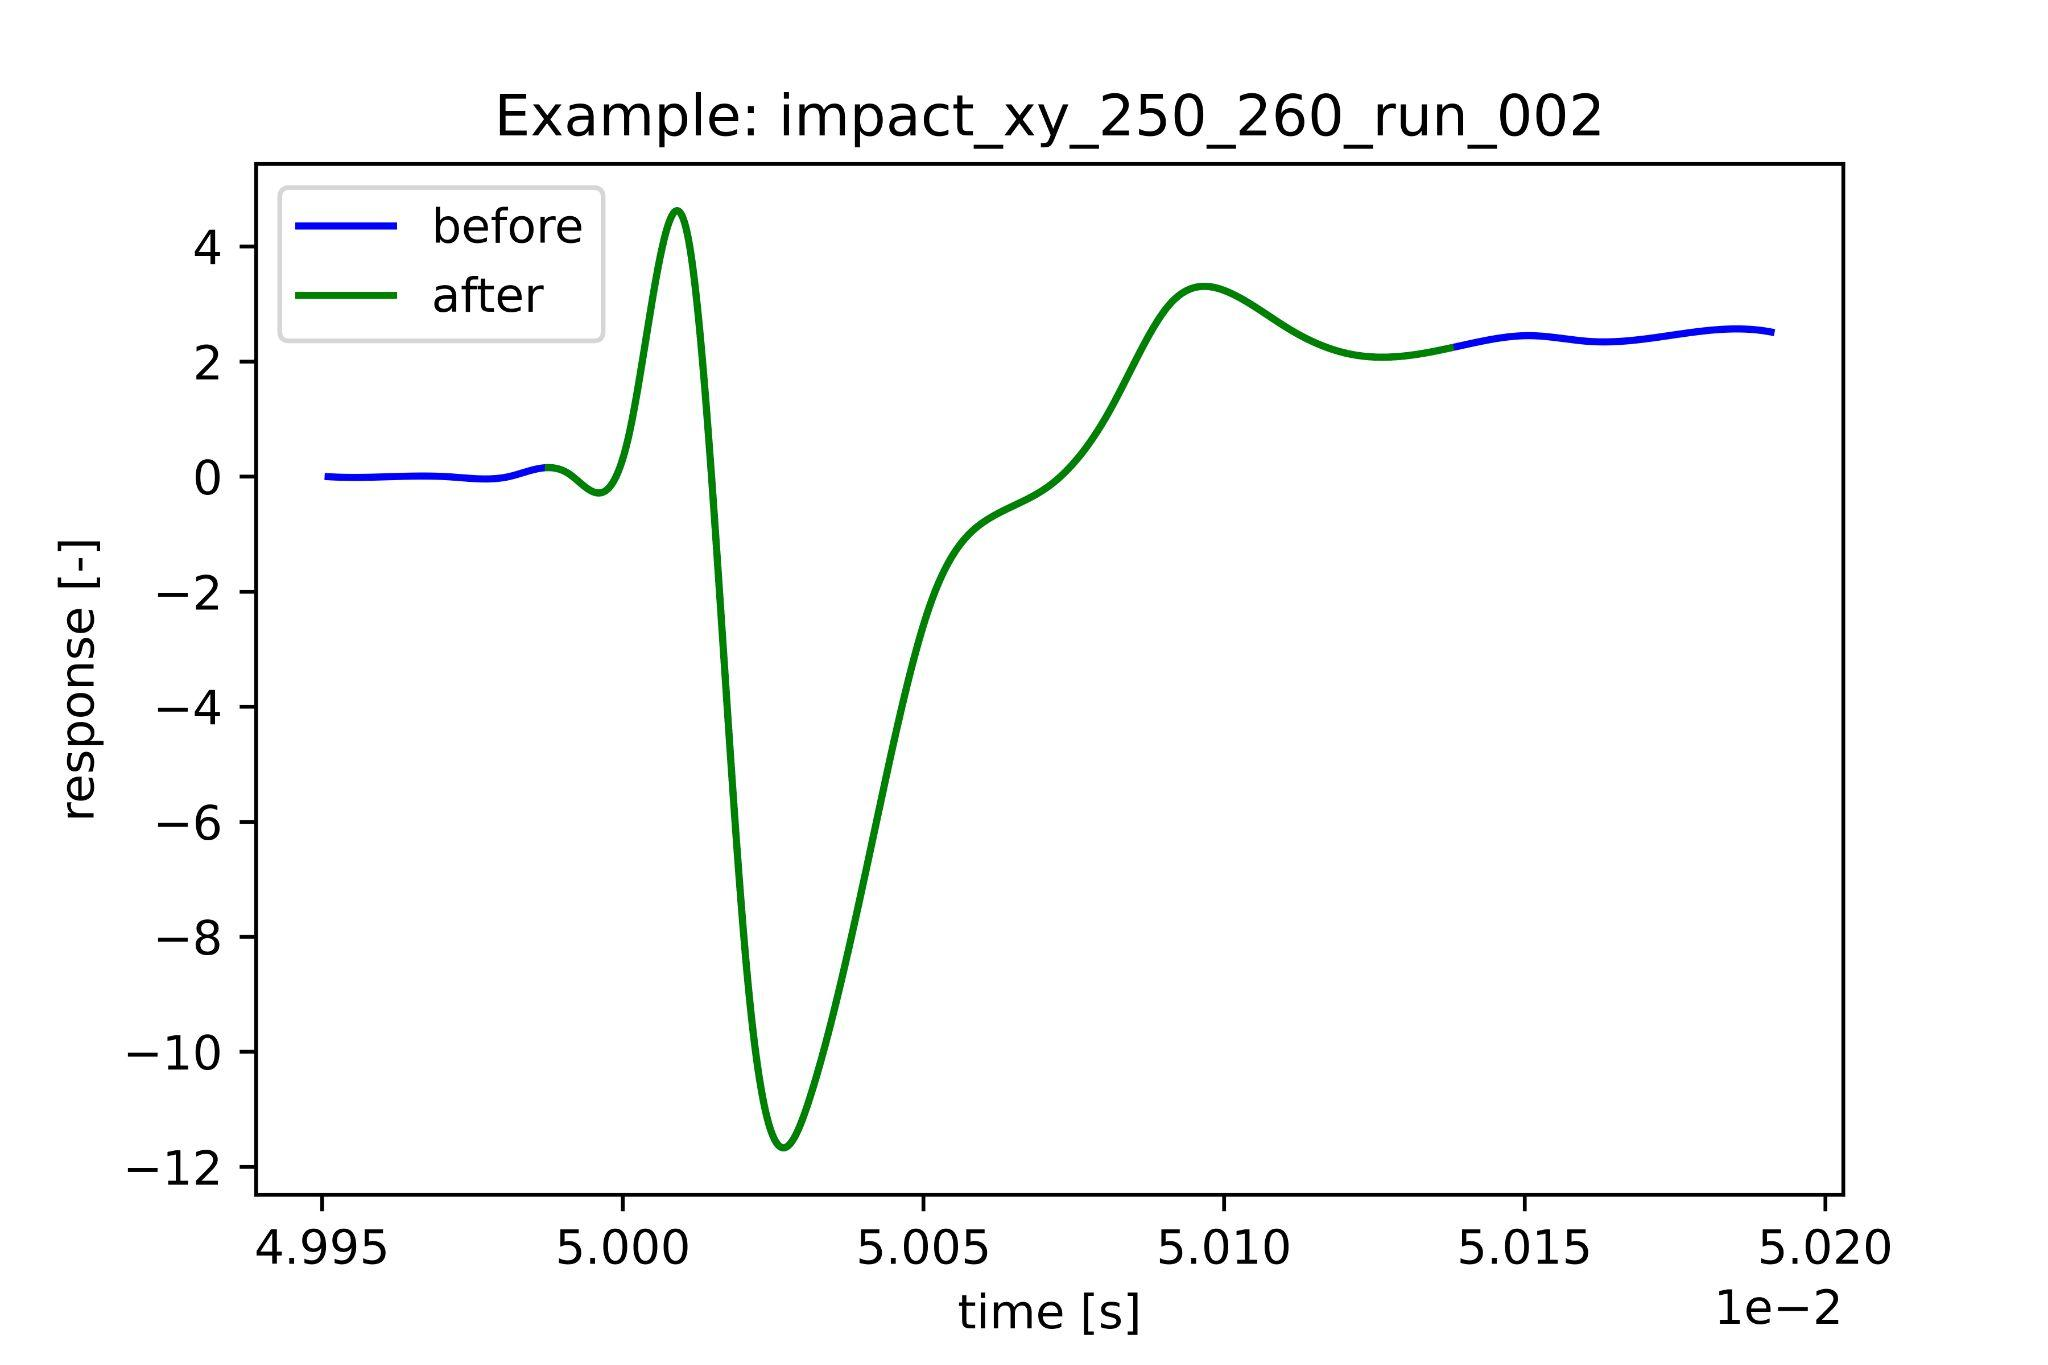 Example: impact_xy_250_260_run_002
before
after
4
2
0
−2
−4
−6
−8
−10
−12
response [-]
4.995 5.000 5.005 5.010 5.015 5.020
1e−2
time [s]